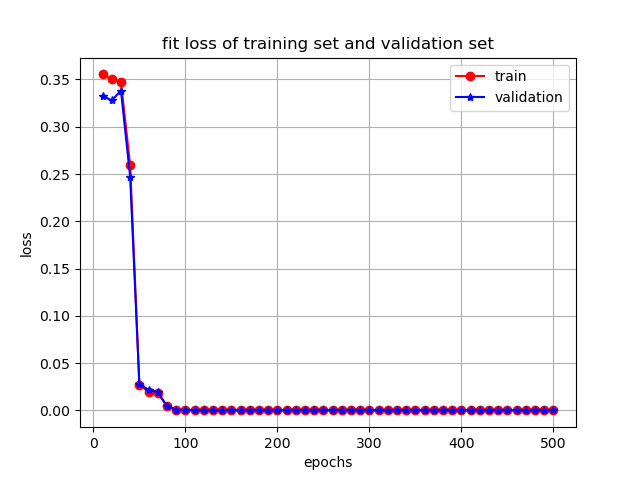 fit loss of training set and validation set
train
validation
0.35
0.30
0.25
0.20
0.15
0.10
0.05
0.00
loss
0
100
200
300
400
500
epochs